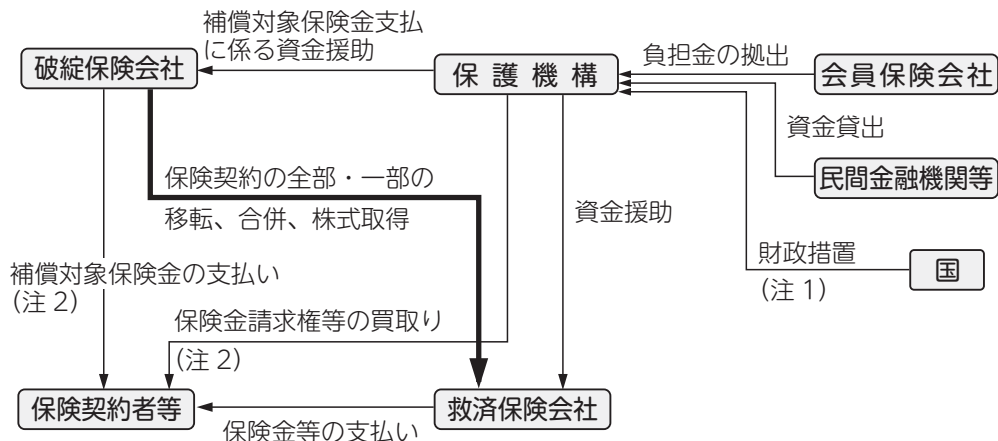 補償対象保険金支払
に係る資金援助
破綻保険会社
保護機構
負担金の拠出
会員保険会社
資金貸出
民間金融機関等
保険契約の全部・一部の
移転、合併、株式取得
資金援助
財政措置
(注 1)
国
補償対象保険金の支払い
(注 2)
保険金請求権等の買取り
(注 2)
保険契約者等
救済保険会社
保険金等の支払い